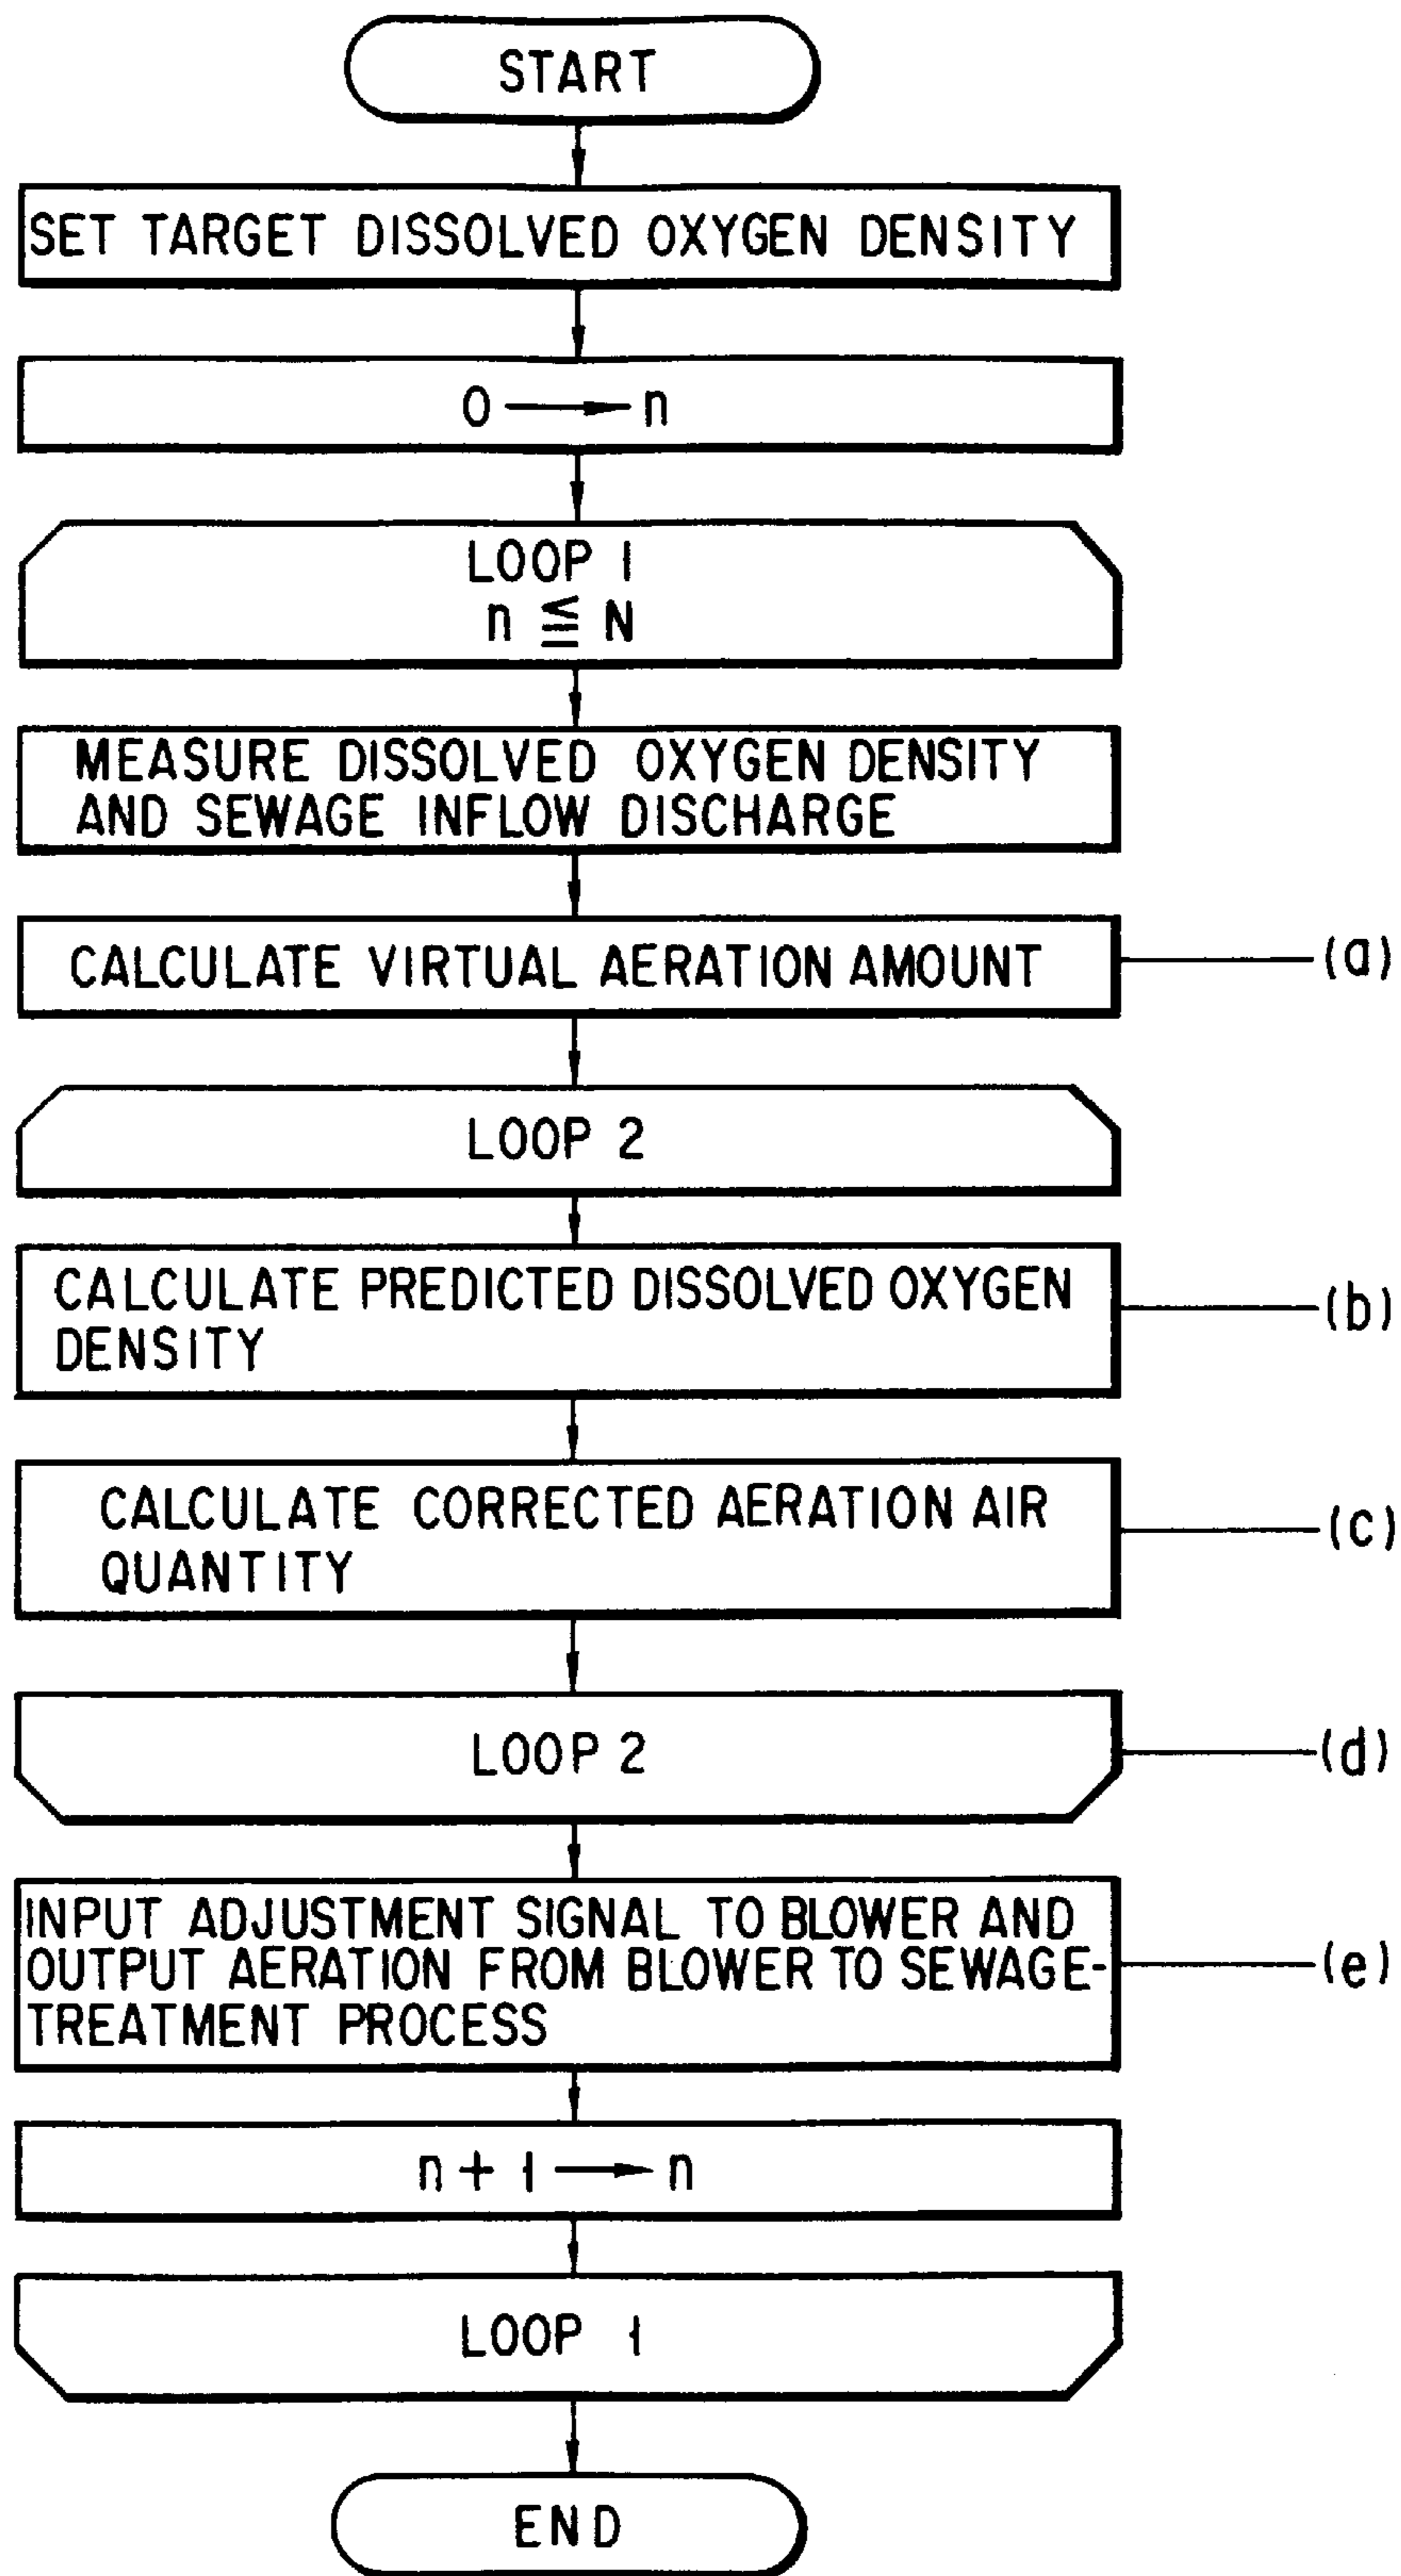 START
SET TARGET DISSOLVED OXYGEN DENSITY
0 → n
LOOP 1
n ≦ N
MEASURE DISSOLVED OXYGEN DENSITY
AND SEWAGE INFLOW DISCHARGE
CALCULATE VIRTUAL AERATION AMOUNT
(a)
LOOP 2
CALCULATE PREDICTED DISSOLVED OXYGEN
DENSITY
(b)
CALCULATE CORRECTED AERATION AIR
QUANTITY
(c)
LOOP 2
(d)
INPUT ADJUSTMENT SIGNAL TO BLOWER AND
OUTPUT AERATION FROM BLOWER TO SEWAGE-
TREATMENT PROCESS
(e)
n + 1 → n
LOOP 1
END